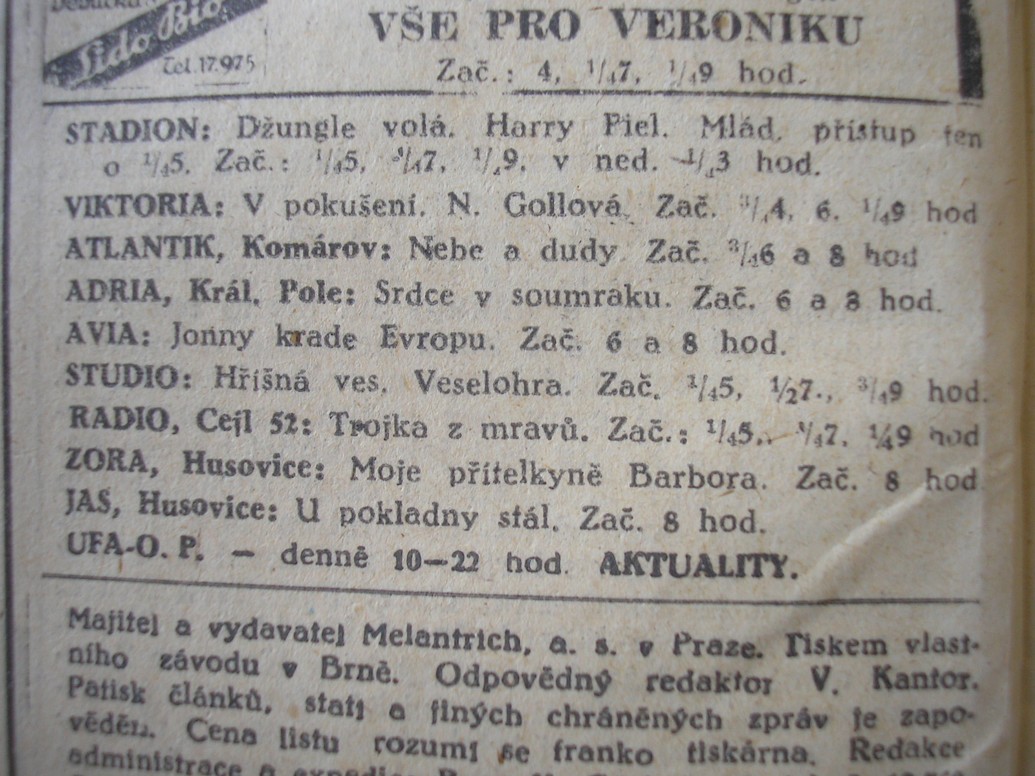 Lido Bio
VŠE PRO VERONIKU
Tel. 17.975
Zač.: 4, ¼7, ¼9 hod.
STADION: Džungle volá. Harry Piel. Mlád. přístup jen
o ¼5. Zač.: ¼5, ¾7, ¼9, v ned. ¼3 hod.
VIKTORIA: V pokušení. N. Gollová. Zač. ¾4, 6, ¼9 hod
ATLANTIK, Komárov: Nebe a dudy. Zač. ¾6 a 8 hod
ADRIA, Král. Pole: Srdce v soumraku. Zač. 6 a 8 hod.
AVIA: Jonny krade Evropu. Zač. 6 a 8 hod.
STUDIO: Hříšná ves. Veselohra. Zač. ¼5, ½7., ¾9 hod.
RADIO, Cejl 52: Trojka z mravů. Zač.: ¼5, ¾7, ¼9 hod
ZORA, Husovice: Moje přítelkyně Barbora. Zač. 8 hod
JAS, Husovice: U pokladny stál. Zač. 8 hod.
UFA-O. P. — denně 10—22 hod. AKTUALITY.
Majitel a vydavatel Melantrich, a. s. v Praze. Tiskem vlast-
ního závodu v Brně. Odpovědný redaktor V. Kantor.
Patisk článků, statí a jiných chráněných zpráv je zapo-
věděn. Cena listu rozumí se franko tiskárna. Redakce
administrace a